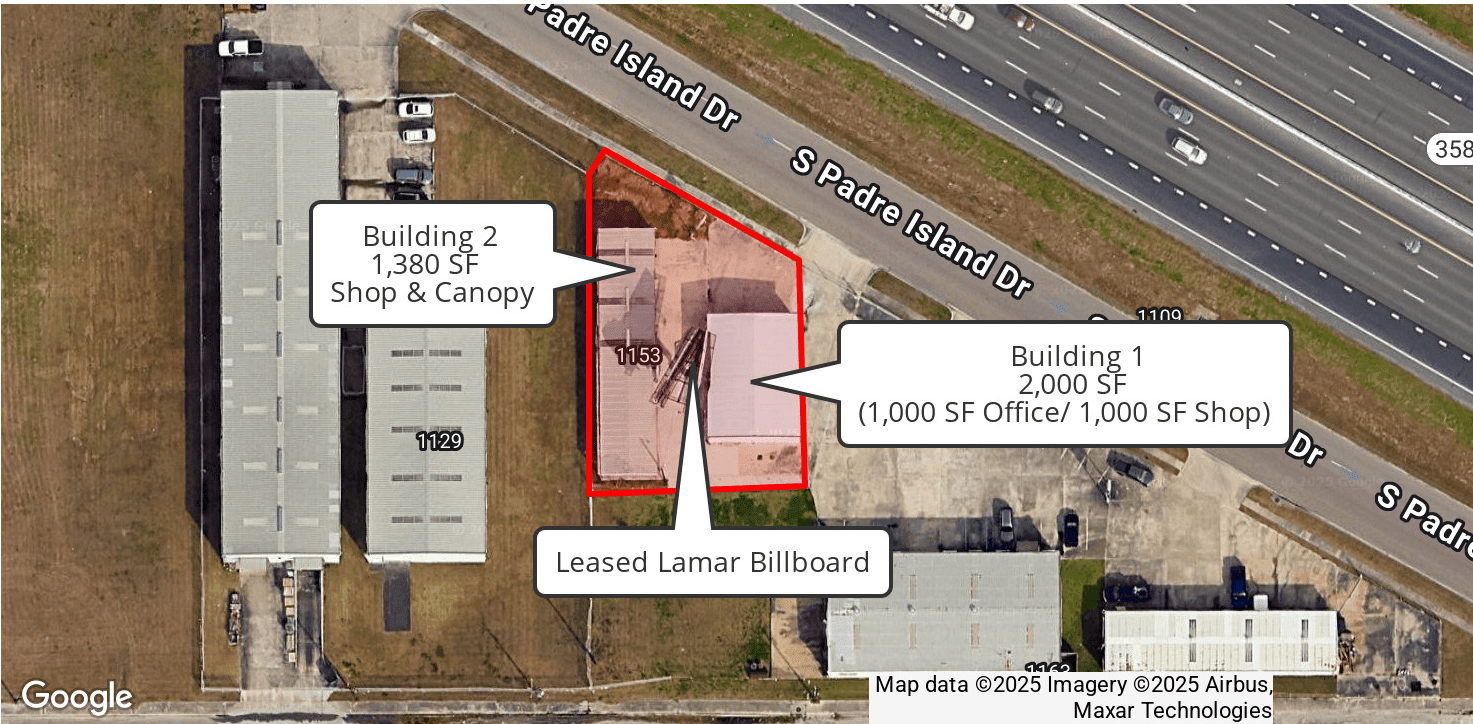 Padre Island Dr
S Padre Island Dr
358
1109
Building 2
1,380 SF
Shop & Canopy
1153
Building 1
2,000 SF
(1,000 SF Office/ 1,000 SF Shop)
1129
Dr
S Padre
Leased Lamar Billboard
1163
Google
Map data ©2025 Imagery ©2025 Airbus,
Maxar Technologies